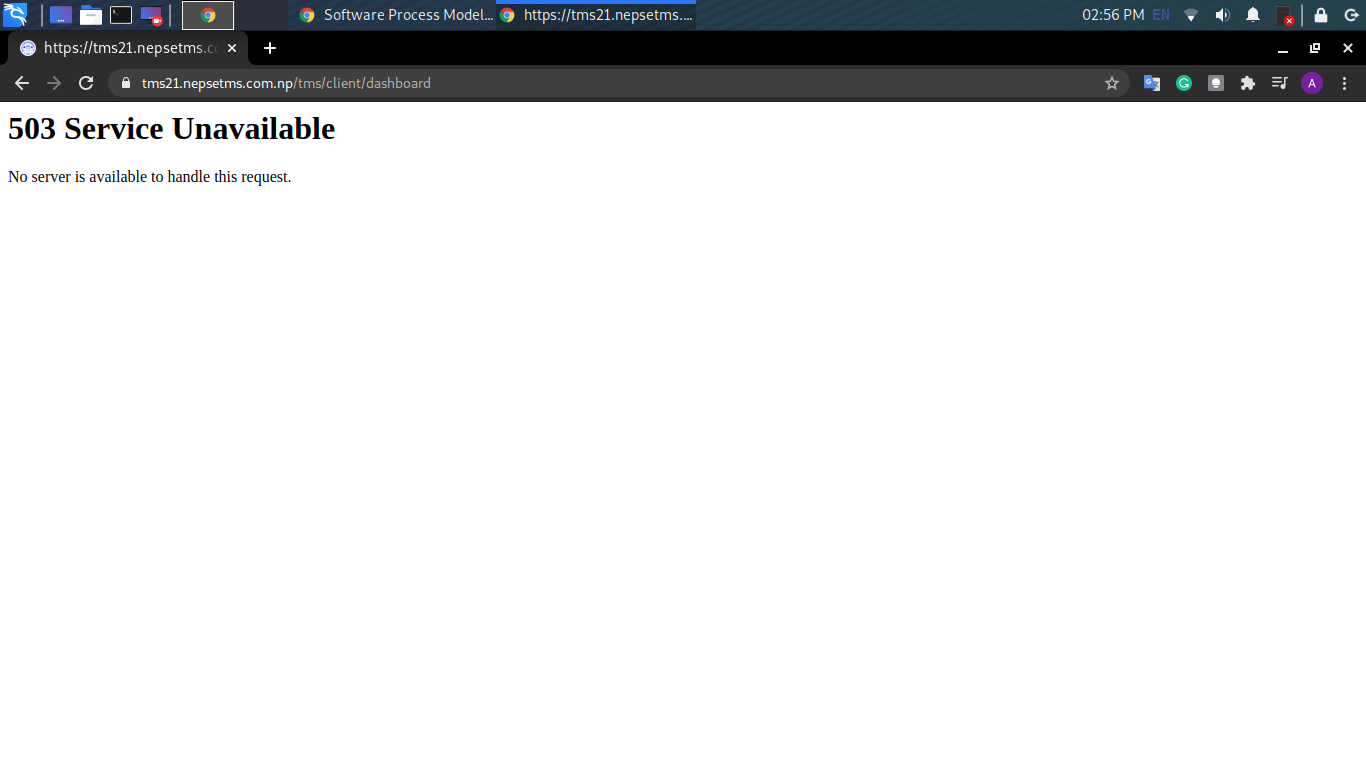 Software Process Model...
https://tms21.nepsetms....
02:56 PM EN
https://tms21.nepsetms.co
tms21.nepsetms.com.np/tms/client/dashboard
A
503 Service Unavailable
No server is available to handle this request.